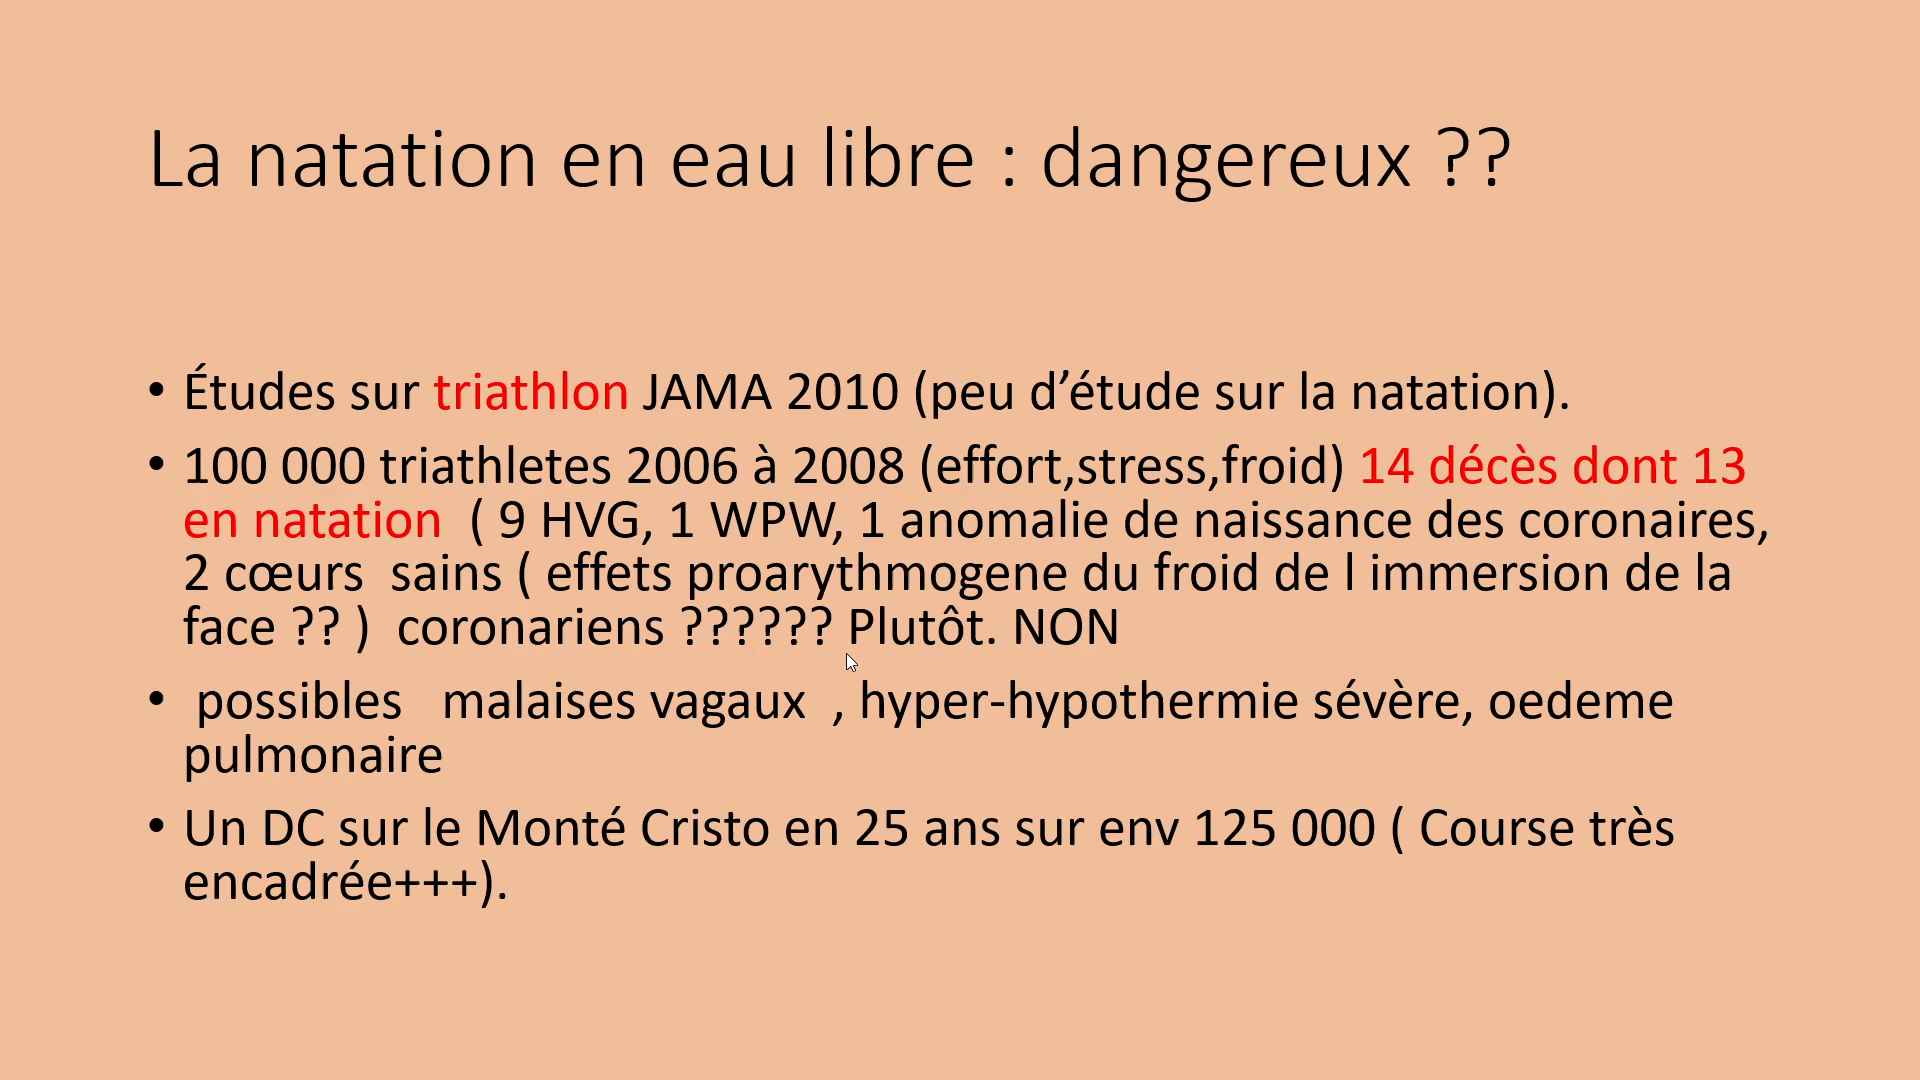 La natation en eau libre : dangereux ??
• Études sur triathlon JAMA 2010 (peu d’étude sur la natation).
• 100 000 triathletes 2006 à 2008 (effort,stress,froid) 14 décès dont 13
en natation ( 9 HVG, 1 WPW, 1 anomalie de naissance des coronaires,
2 cœurs sains ( effets proarythmogene du froid de l immersion de la
face ?? ) coronariens ?????? Plutôt. NON
• possibles malaises vagaux , hyper-hypothermie sévère, oedeme
pulmonaire
• Un DC sur le Monté Cristo en 25 ans sur env 125 000 ( Course très
encadrée+++).